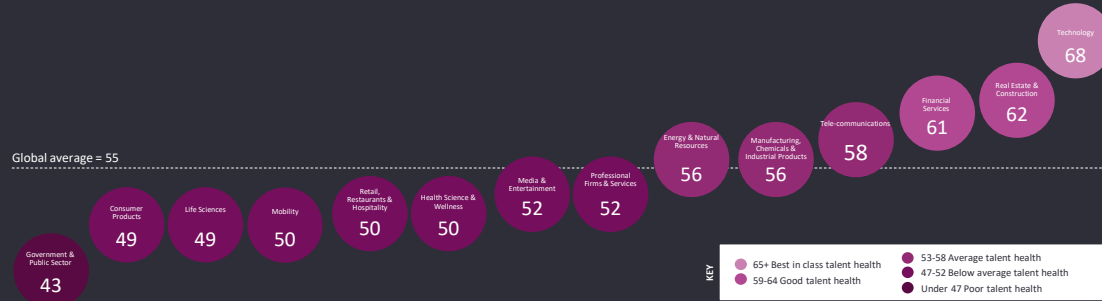 Technology
68
Real Estate &
Construction
62
Financial
Services
61
Tele-communications
58
Energy & Natural
Resources
56
Manufacturing,
Chemicals &
Industrial Products
56
Global average = 55
Media &
Entertainment
52
Professional
Firms & Services
52
Retail,
Restaurants &
Hospitality
50
Health Science &
Wellness
50
Consumer
Products
49
Life Sciences
49
Mobility
50
Government &
Public Sector
43
KEY
65+ Best in class talent health
59-64 Good talent health
53-58 Average talent health
47-52 Below average talent health
Under 47 Poor talent health